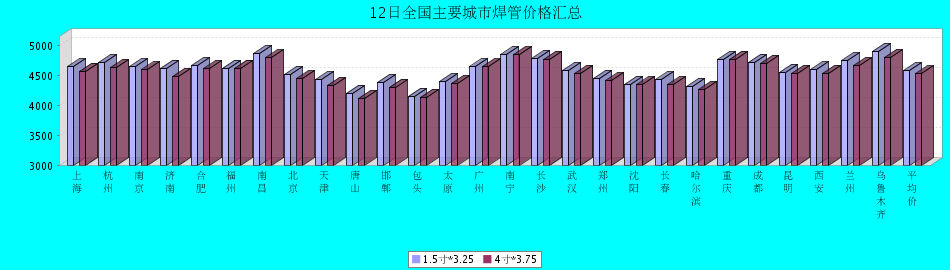 12日全国主要城市焊管价格汇总
5000
4500
4000
3500
3000
上海 杭州 南京 济南 合肥 福州 南昌 北京 天津 唐山 邯郸 包头 太原 广州 南宁 长沙 武汉 郑州 沈阳 长春 哈尔滨 重庆 成都 昆明 西安 兰州 乌鲁木齐 平均价
1.5寸*3.25 4寸*3.75